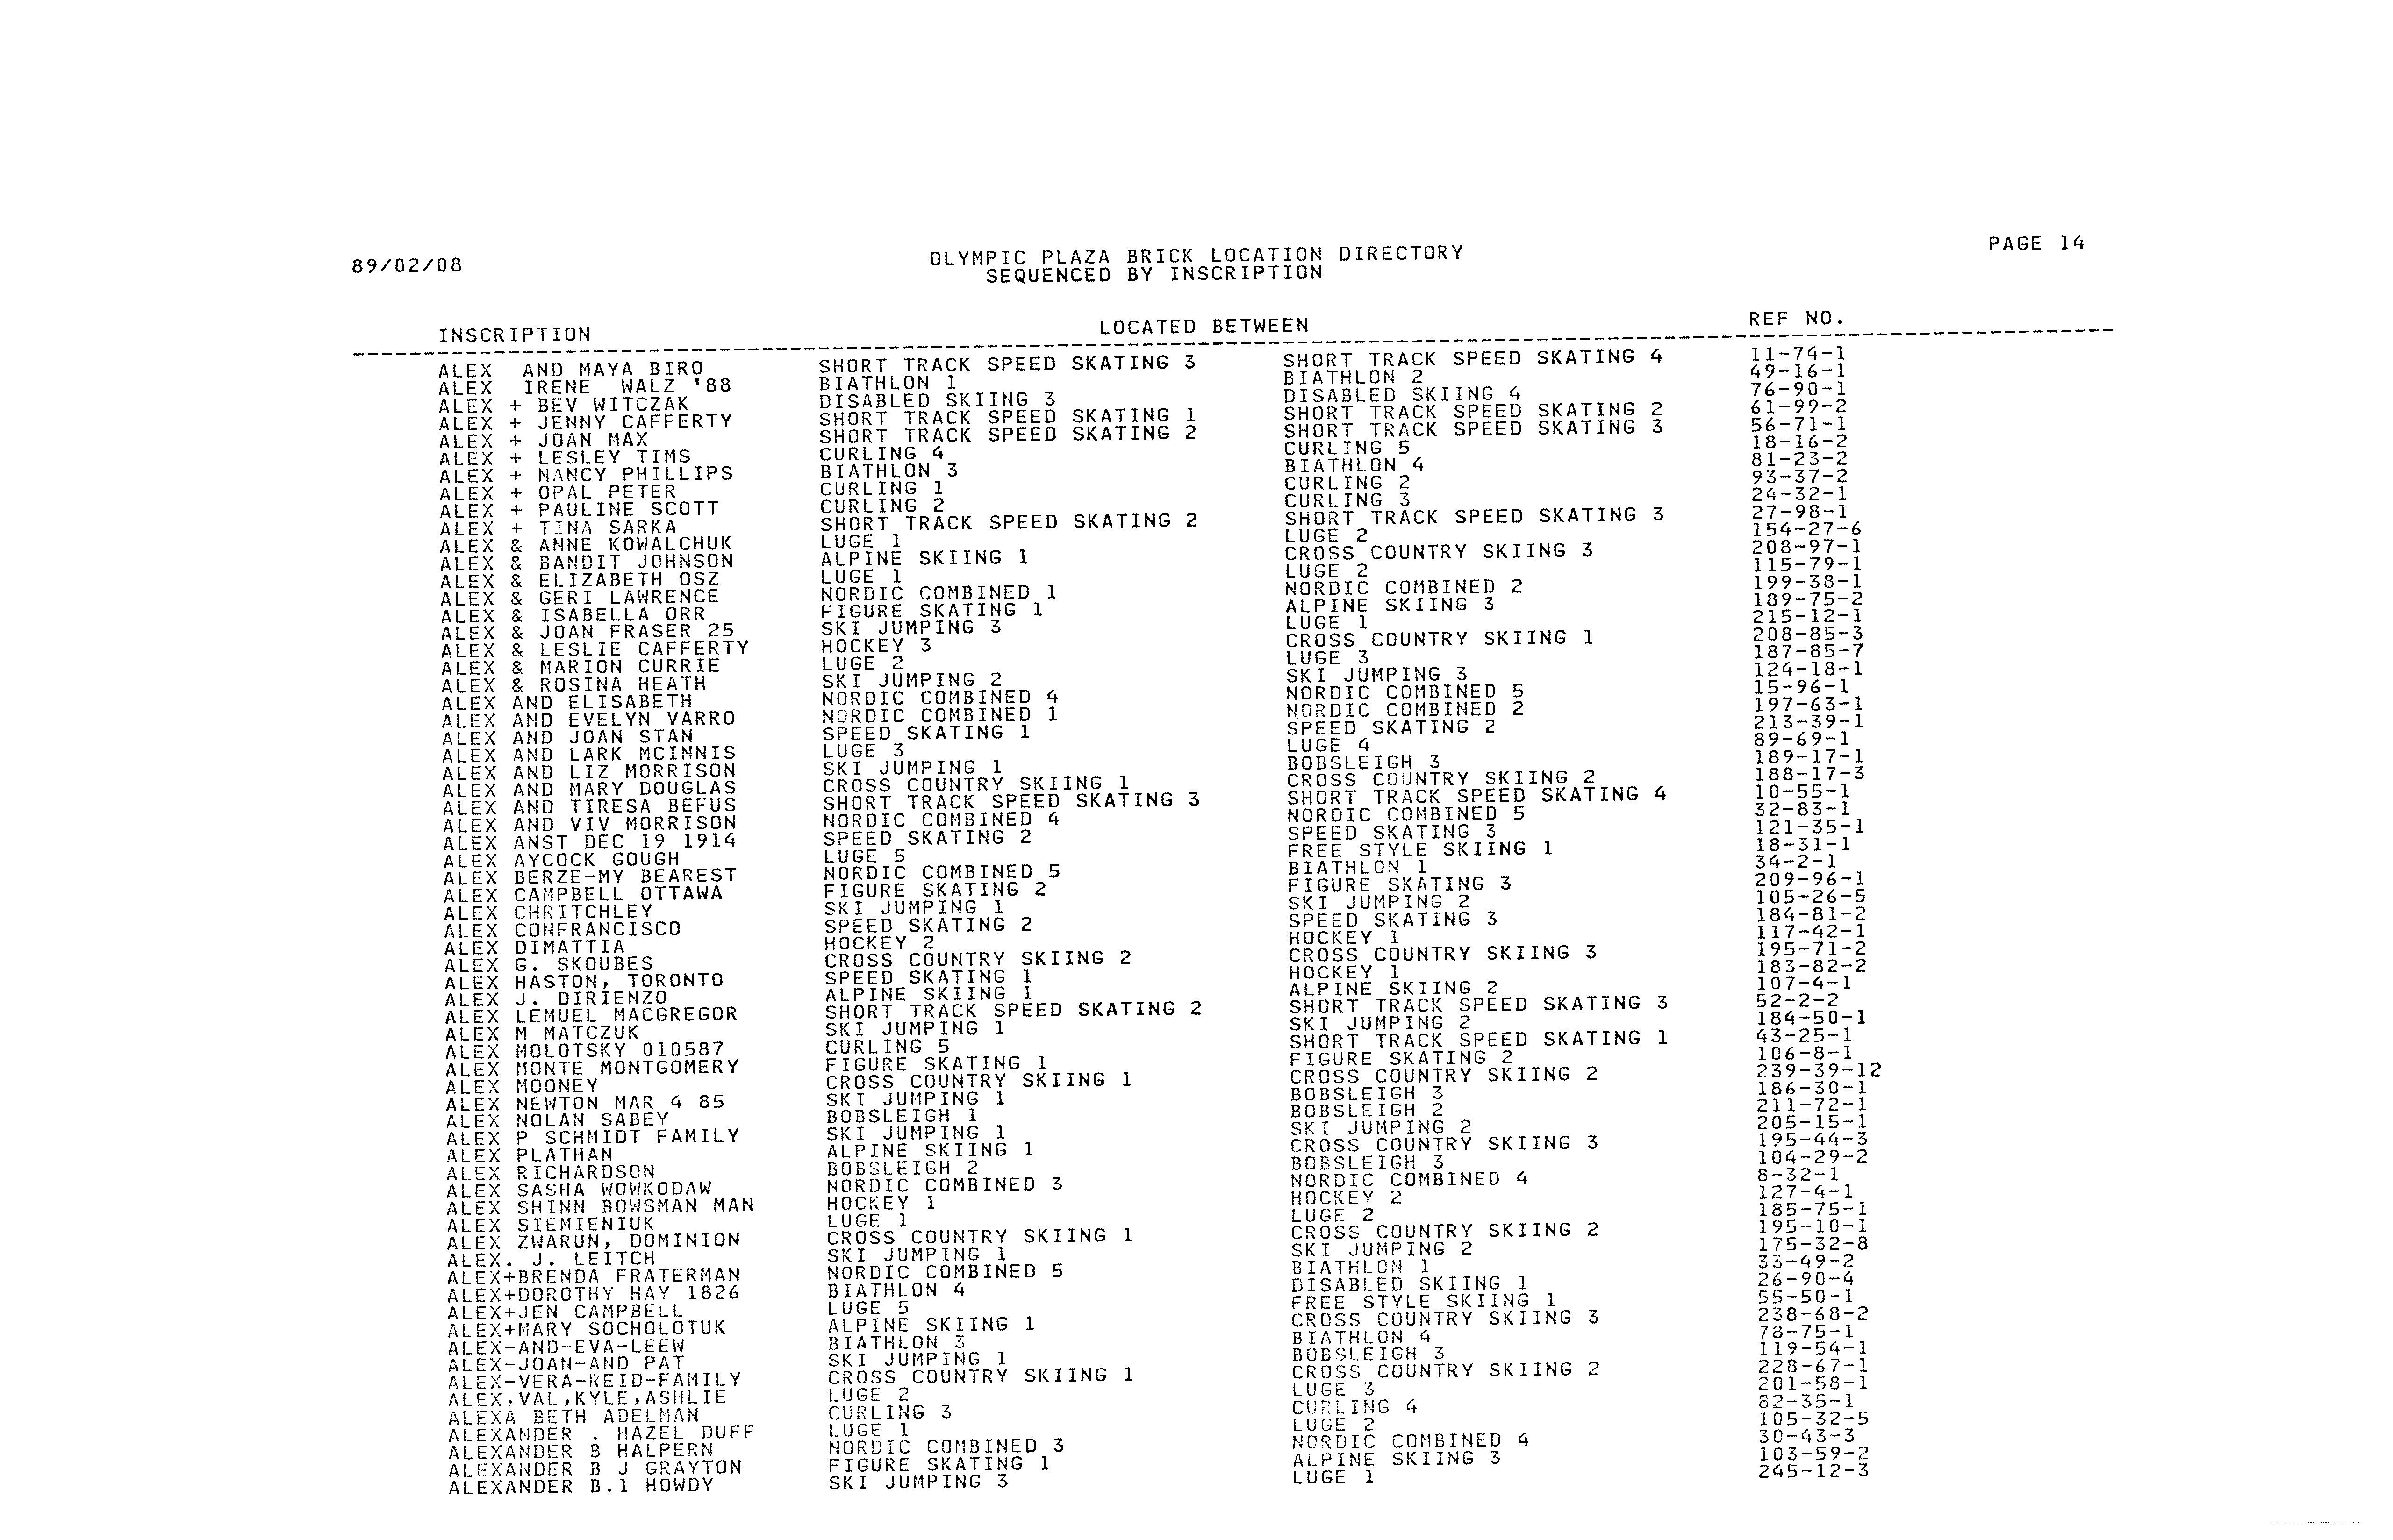 89/02/08 OLYMPIC PLAZA BRICK LOCATION DIRECTORY PAGE 14
SEQUENCED BY INSCRIPTION
INSCRIPTION LOCATED BETWEEN REF NO.
ALEX AND MAYA BIRO SHORT TRACK SPEED SKATING 3 SHORT TRACK SPEED SKATING 4 11-74-1
ALEX IRENE WALZ '88 BIATHLON 1 BIATHLON 2 49-16-1
ALEX + BEV WITCZAK DISABLED SKIING 3 DISABLED SKIING 4 76-90-1
ALEX + JENNY CAFFERTY SHORT TRACK SPEED SKATING 1 SHORT TRACK SPEED SKATING 2 61-99-2
ALEX + JOAN MAX SHORT TRACK SPEED SKATING 2 SHORT TRACK SPEED SKATING 3 56-71-1
ALEX + LESLEY TIMS CURLING 4 CURLING 5 18-16-2
ALEX + NANCY PHILLIPS BIATHLON 3 BIATHLON 4 81-23-2
ALEX + OPAL PETER CURLING 1 CURLING 2 93-37-2
ALEX + PAULINE SCOTT CURLING 2 CURLING 3 24-32-1
ALEX + TINA SARKA SHORT TRACK SPEED SKATING 2 SHORT TRACK SPEED SKATING 3 27-98-1
ALEX & ANNE KOWALCHUK LUGE 1 LUGE 2 154-27-6
ALEX & BANDIT JOHNSON ALPINE SKIING 1 CROSS COUNTRY SKIING 3 208-97-1
ALEX & ELIZABETH OSZ LUGE 1 LUGE 2 115-79-1
ALEX & GERI LAWRENCE NORDIC COMBINED 1 NORDIC COMBINED 2 199-38-1
ALEX & ISABELLA ORR FIGURE SKATING 1 ALPINE SKIING 3 189-75-2
ALEX & JOAN FRASER 25 SKI JUMPING 3 LUGE 1 215-12-1
ALEX & LESLIE CAFFERTY HOCKEY 3 CROSS COUNTRY SKIING 1 208-85-3
ALEX & MARION CURRIE LUGE 2 LUGE 3 187-85-7
ALEX & ROSINA HEATH SKI JUMPING 2 SKI JUMPING 3 124-18-1
ALEX AND ELISABETH NORDIC COMBINED 4 NORDIC COMBINED 5 15-96-1
ALEX AND EVELYN VARRO NORDIC COMBINED 1 NORDIC COMBINED 2 197-63-1
ALEX AND JOAN STAN SPEED SKATING 1 SPEED SKATING 2 213-39-1
ALEX AND LARK MCINNIS LUGE 3 LUGE 4 89-69-1
ALEX AND LIZ MORRISON SKI JUMPING 1 BOBSLEIGH 3 189-17-1
ALEX AND MARY DOUGLAS CROSS COUNTRY SKIING 1 CROSS COUNTRY SKIING 2 188-17-3
ALEX AND TIRESA BEFUS SHORT TRACK SPEED SKATING 3 SHORT TRACK SPEED SKATING 4 10-55-1
ALEX AND VIV MORRISON NORDIC COMBINED 4 NORDIC COMBINED 5 32-83-1
ALEX ANST DEC 19 1914 SPEED SKATING 2 SPEED SKATING 3 121-35-1
ALEX AYCOCK GOUGH LUGE 5 FREE STYLE SKIING 1 18-31-1
ALEX BERZE-MY BEAREST NORDIC COMBINED 5 BIATHLON 1 34-2-1
ALEX CAMPBELL OTTAWA FIGURE SKATING 2 FIGURE SKATING 3 209-96-1
ALEX CHRITCHLEY SKI JUMPING 1 SKI JUMPING 2 105-26-5
ALEX CONFRANCISCO SPEED SKATING 2 SPEED SKATING 3 184-81-2
ALEX DIMATTIA HOCKEY 2 HOCKEY 1 117-42-1
ALEX G. SKOUBES CROSS COUNTRY SKIING 2 CROSS COUNTRY SKIING 3 195-71-2
ALEX HASTON, TORONTO SPEED SKATING 1 HOCKEY 1 183-82-2
ALEX J. DIRIENZO ALPINE SKIING 1 ALPINE SKIING 2 107-4-1
ALEX LEMUEL MACGREGOR SHORT TRACK SPEED SKATING 2 SHORT TRACK SPEED SKATING 3 52-2-2
ALEX M MATCZUK SKI JUMPING 1 SKI JUMPING 2 184-50-1
ALEX MOLOTSKY 010587 CURLING 5 SHORT TRACK SPEED SKATING 1 43-25-1
ALEX MONTE MONTGOMERY FIGURE SKATING 1 FIGURE SKATING 2 106-8-1
ALEX MOONEY CROSS COUNTRY SKIING 1 CROSS COUNTRY SKIING 2 239-39-12
ALEX NEWTON MAR 4 85 SKI JUMPING 1 BOBSLEIGH 3 186-30-1
ALEX NOLAN SABEY BOBSLEIGH 1 BOBSLEIGH 2 211-72-1
ALEX P SCHMIDT FAMILY SKI JUMPING 1 SKI JUMPING 2 205-15-1
ALEX PLATHAN ALPINE SKIING 1 CROSS COUNTRY SKIING 3 195-44-3
ALEX RICHARDSON BOBSLEIGH 2 BOBSLEIGH 3 104-29-2
ALEX SASHA WOWKODAW NORDIC COMBINED 3 NORDIC COMBINED 4 8-32-1
ALEX SHINN BOWSMAN MAN HOCKEY 1 HOCKEY 2 127-4-1
ALEX SIEMIENIUK LUGE 1 LUGE 2 185-75-1
ALEX ZWARUN, DOMINION CROSS COUNTRY SKIING 1 CROSS COUNTRY SKIING 2 195-10-1
ALEX. J. LEITCH SKI JUMPING 1 SKI JUMPING 2 175-32-8
ALEX+BRENDA FRATERMAN NORDIC COMBINED 5 BIATHLON 1 33-49-2
ALEX+DOROTHY HAY 1826 BIATHLON 4 DISABLED SKIING 1 26-90-4
ALEX+JEN CAMPBELL LUGE 5 FREE STYLE SKIING 1 55-50-1
ALEX+MARY SOCHOLOTUK ALPINE SKIING 1 CROSS COUNTRY SKIING 3 238-68-2
ALEX-AND-EVA-LEEW BIATHLON 3 BIATHLON 4 78-75-1
ALEX-JOAN-AND PAT SKI JUMPING 1 BOBSLEIGH 3 119-54-1
ALEX-VERA-REID-FAMILY CROSS COUNTRY SKIING 1 CROSS COUNTRY SKIING 2 228-67-1
ALEX,VAL,KYLE,ASHLIE LUGE 2 LUGE 3 201-58-1
ALEXA BETH ADELMAN CURLING 3 CURLING 4 82-35-1
ALEXANDER . HAZEL DUFF LUGE 1 LUGE 2 105-32-5
ALEXANDER B HALPERN NORDIC COMBINED 3 NORDIC COMBINED 4 30-43-3
ALEXANDER B J GRAYTON FIGURE SKATING 1 ALPINE SKIING 3 103-59-2
ALEXANDER B.1 HOWDY SKI JUMPING 3 LUGE 1 245-12-3